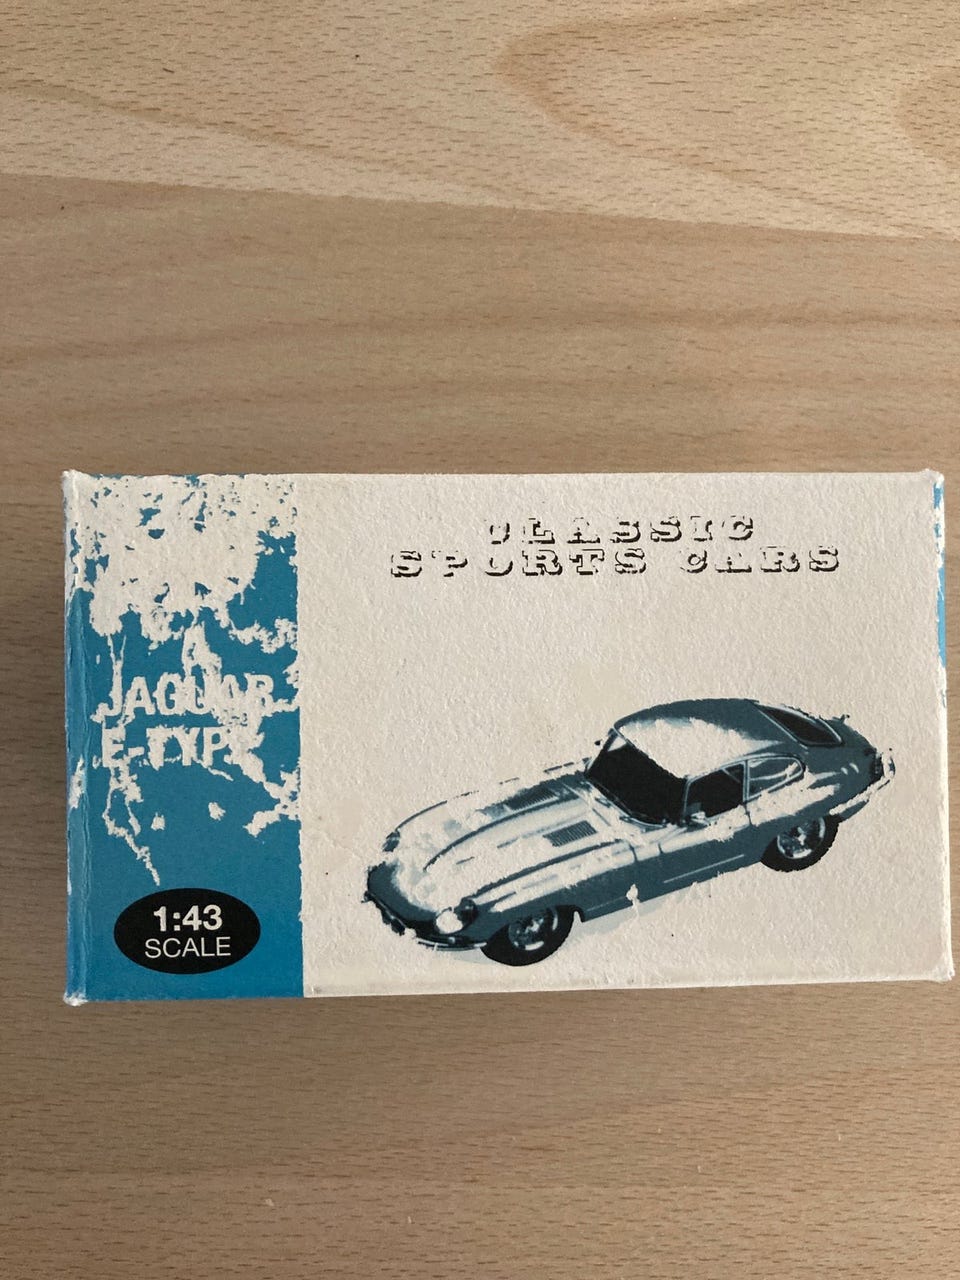 CLASSIC
SPORTS CARS
JAGUAR
E-TYPE
1:43
SCALE